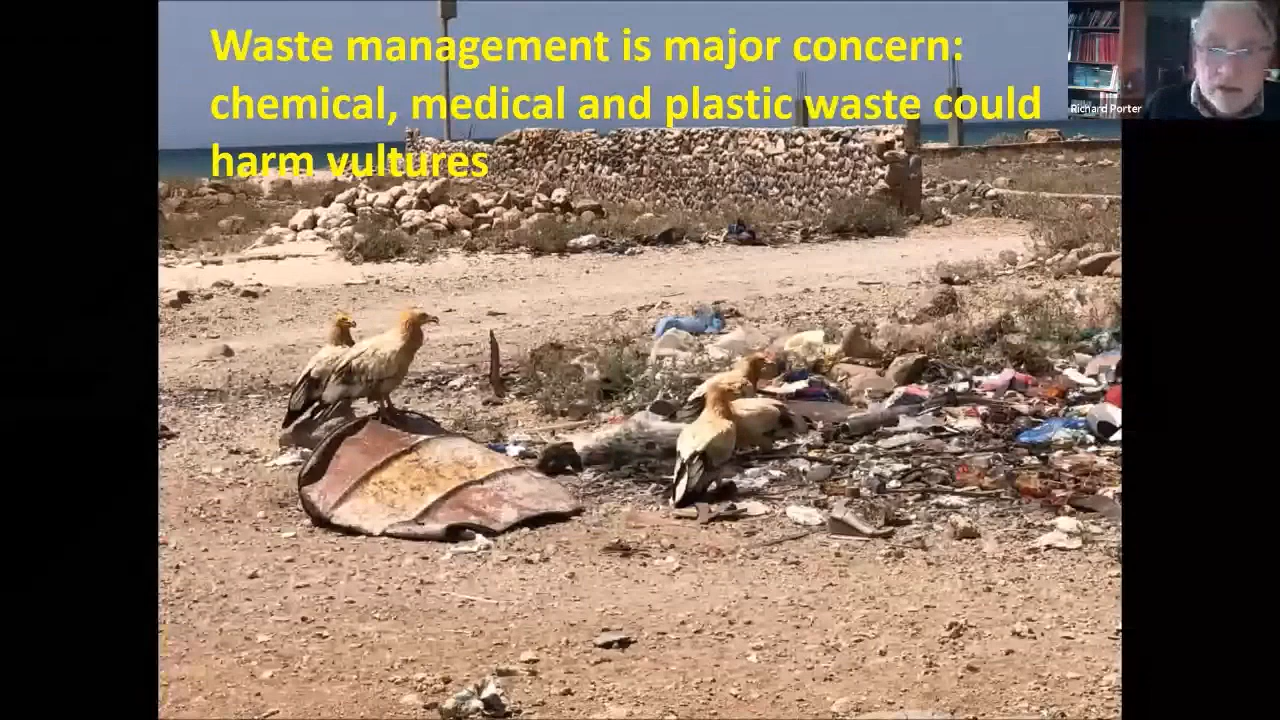 Waste management is major concern:
chemical, medical and plastic waste could
harm vultures
Richard Porter